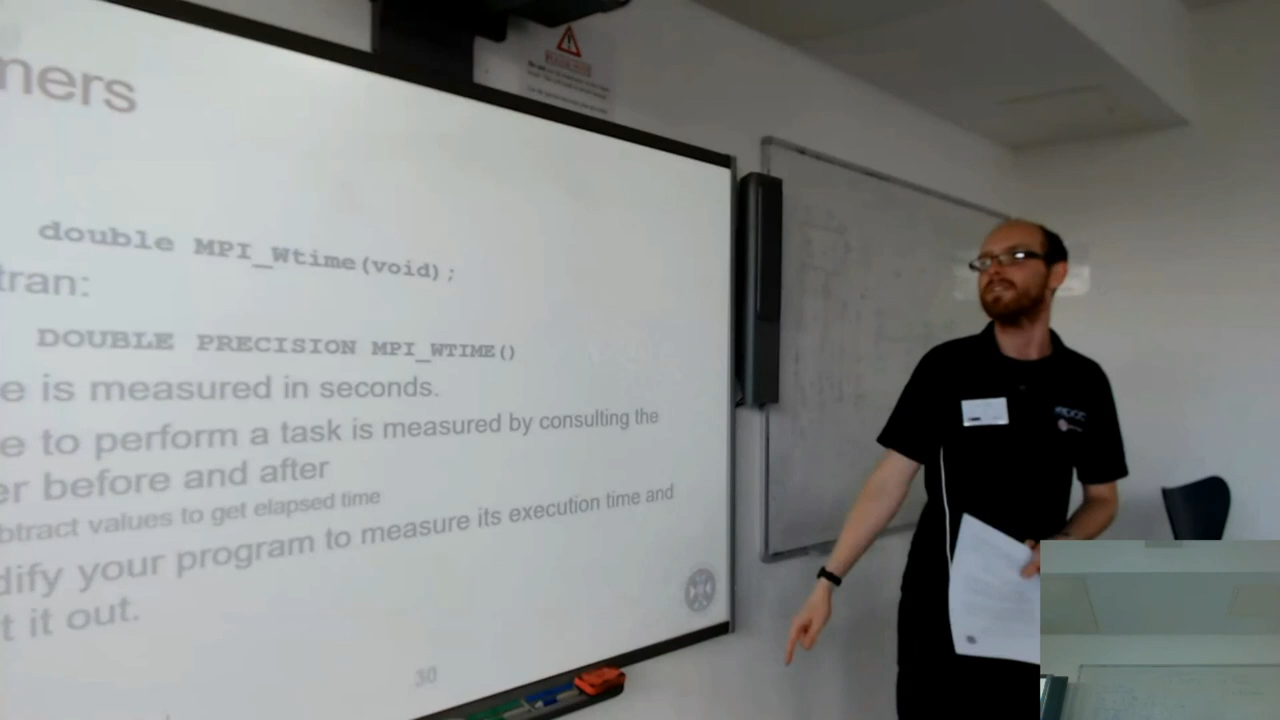 mers
double MPI_Wtime(void);
tran:
DOUBLE PRECISION MPI_WTIME()
e is measured in seconds.
e to perform a task is measured by consulting the
er before and after
btract values to get elapsed time
dify your program to measure its execution time and
t it out.
30
epcc